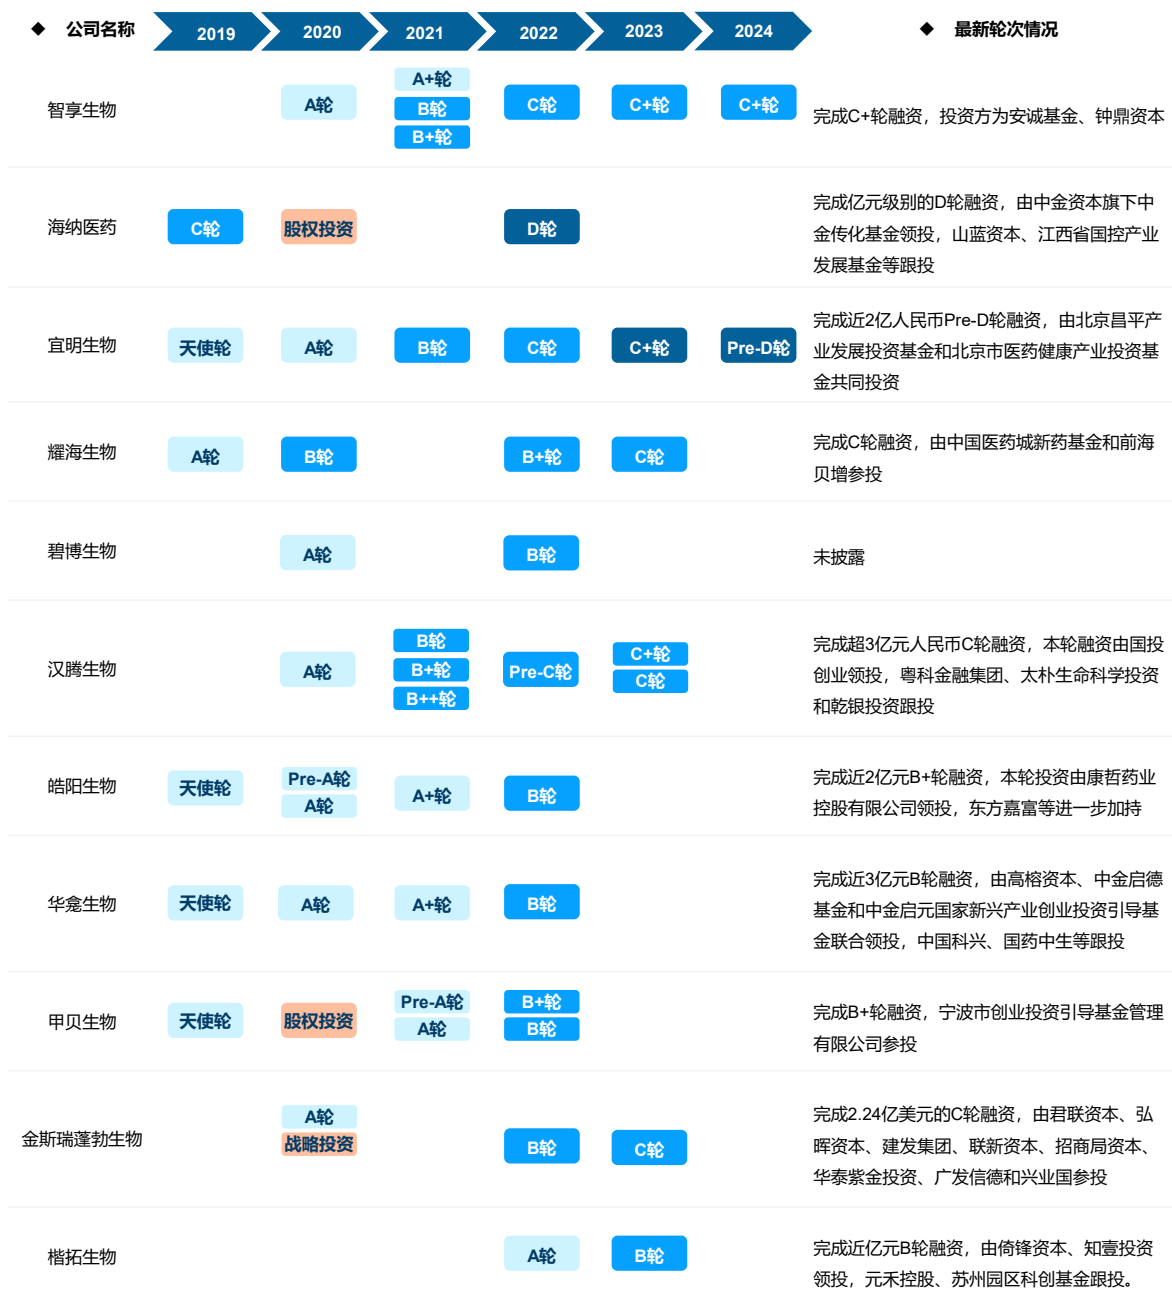 ◆ 公司名称 2019 2020 2021 2022 2023 2024 ◆ 最新轮次情况
智享生物
A轮
A+轮
B轮
B+轮
C轮
C+轮
C+轮
完成C+轮融资，投资方为安诚基金、钟鼎资本
海纳医药
C轮
股权投资
D轮
完成亿元级别的D轮融资，由中金资本旗下中
金传化基金领投，山蓝资本、江西省国控产业
发展基金等跟投
宜明生物
天使轮
A轮
B轮
C轮
C+轮
Pre-D轮
完成近2亿人民币Pre-D轮融资，由北京昌平产
业发展投资基金和北京市医药健康产业投资基
金共同投资
耀海生物
A轮
B轮
B+轮
C轮
完成C轮融资，由中国医药城新药基金和前海
贝增参投
碧博生物
A轮
B轮
未披露
汉腾生物
A轮
B轮
B+轮
B++轮
Pre-C轮
C+轮
C轮
完成超3亿元人民币C轮融资，本轮融资由国投
创业领投，粤科金融集团、太朴生命科学投资
和乾银投资跟投
皓阳生物
天使轮
Pre-A轮
A轮
A+轮
B轮
完成近2亿元B+轮融资，本轮投资由康哲药业
控股有限公司领投，东方嘉富等进一步加持
华龛生物
天使轮
A轮
A+轮
B轮
完成近3亿元B轮融资，由高榕资本、中金启德
基金和中金启元国家新兴产业创业投资引导基
金联合领投，中国科兴、国药中生等跟投
甲贝生物
天使轮
股权投资
Pre-A轮
A轮
B+轮
B轮
完成B+轮融资，宁波市创业投资引导基金管理
有限公司参投
金斯瑞蓬勃生物
A轮
战略投资
B轮
C轮
完成2.24亿美元的C轮融资，由君联资本、弘
晖资本、建发集团、联新资本、招商局资本、
华泰紫金投资、广发信德和兴业国参投
楷拓生物
A轮
B轮
完成近亿元B轮融资，由倚锋资本、知壹投资
领投，元禾控股、苏州园区科创基金跟投。